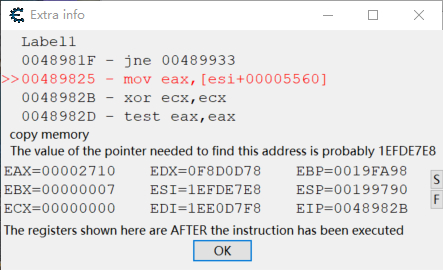 Extra info
Label1
0048981F - jne 00489933
>>00489825 - mov eax,[esi+00005560]
0048982B - xor ecx,ecx
0048982D - test eax,eax
copy memory
The value of the pointer needed to find this address is probably 1EFDE7E8
EAX=00002710 EDX=0F8D0D78 EBP=0019FA98
EBX=00000007 ESI=1EFDE7E8 ESP=00199790
ECX=00000000 EDI=1EE0D7F8 EIP=0048982B
S
F
The registers shown here are AFTER the instruction has been executed
OK